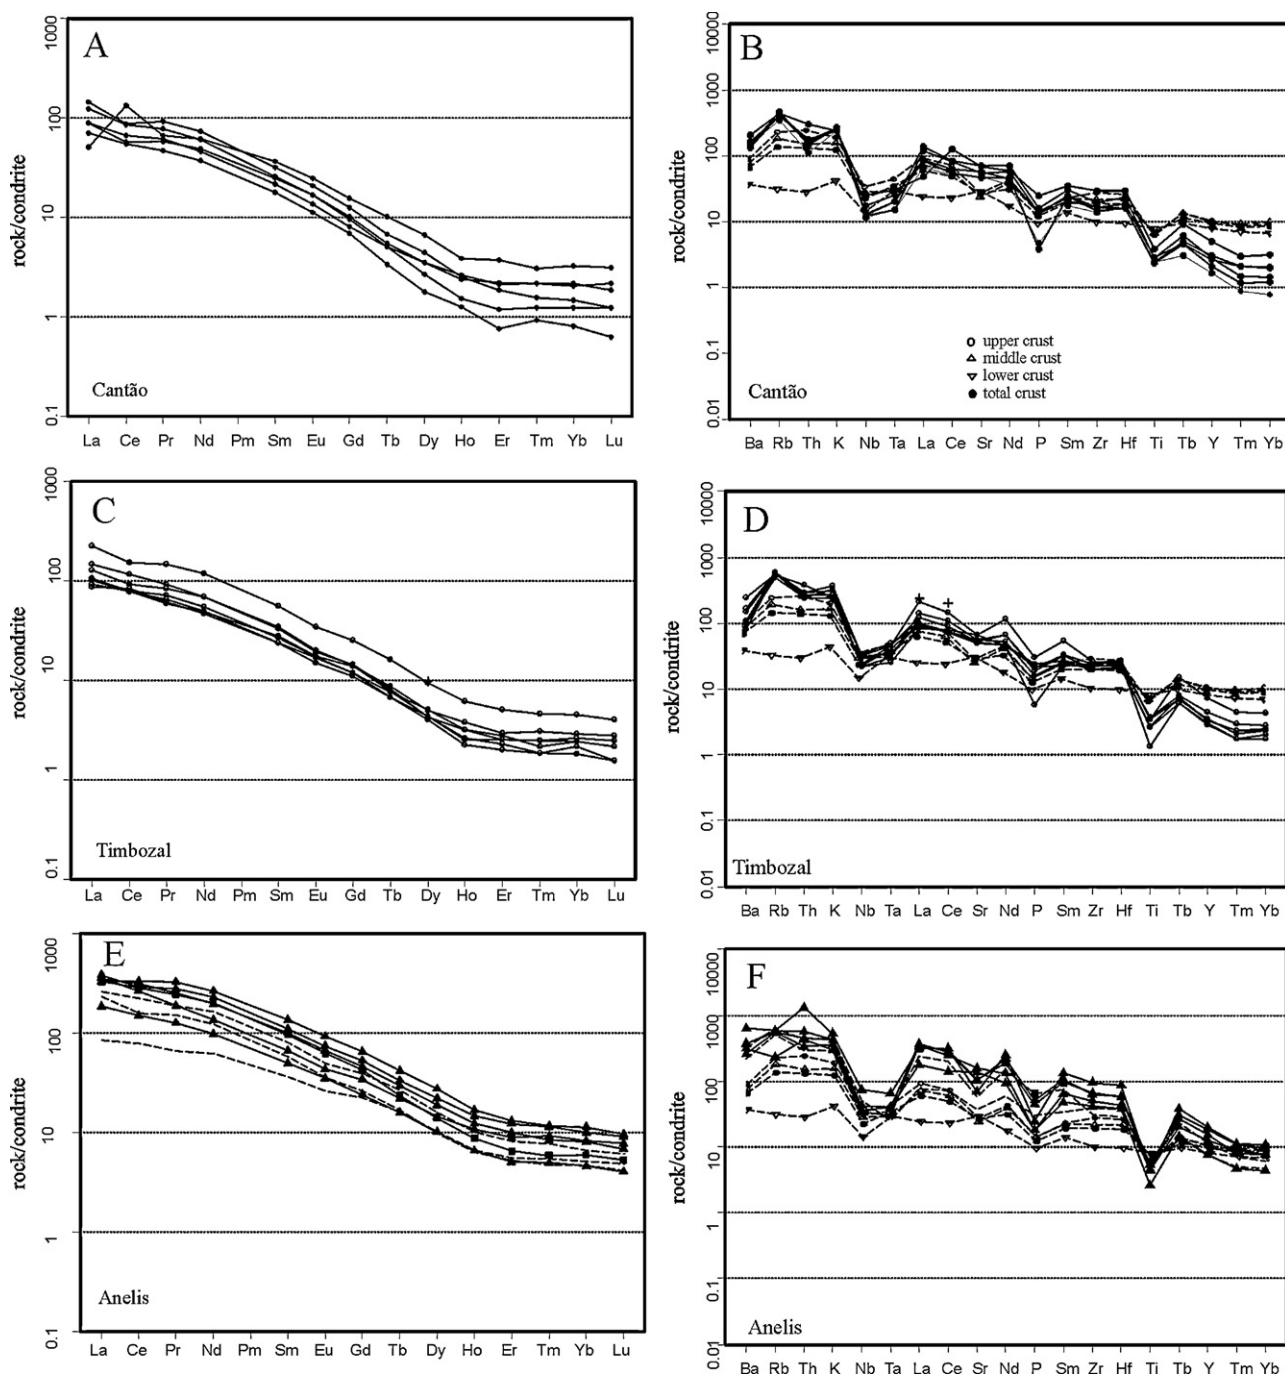 A
1000
100
10
1
0.1
rock/condrite
Cantão
La Ce Pr Nd Pm Sm Eu Gd Tb Dy Ho Er Tm Yb Lu
B
10000
1000
100
10
1
0.1
0.01
rock/condrite
upper crust
middle crust
lower crust
total crust
Cantão
Ba Rb Th K Nb Ta La Ce Sr Nd P Sm Zr Hf Ti Tb Y Tm Yb
C
1000
100
10
1
0.1
rock/condrite
Timbozal
La Ce Pr Nd Pm Sm Eu Gd Tb Dy Ho Er Tm Yb Lu
D
10000
1000
100
10
1
0.1
0.01
rock/condrite
Timbozal
Ba Rb Th K Nb Ta La Ce Sr Nd P Sm Zr Hf Ti Tb Y Tm Yb
E
1000
100
10
1
0.1
rock/condrite
Anelis
La Ce Pr Nd Pm Sm Eu Gd Tb Dy Ho Er Tm Yb Lu
F
10000
1000
100
10
1
0.1
0.01
rock/condrite
Anelis
Ba Rb Th K Nb Ta La Ce Sr Nd P Sm Zr Hf Ti Tb Y Tm Yb